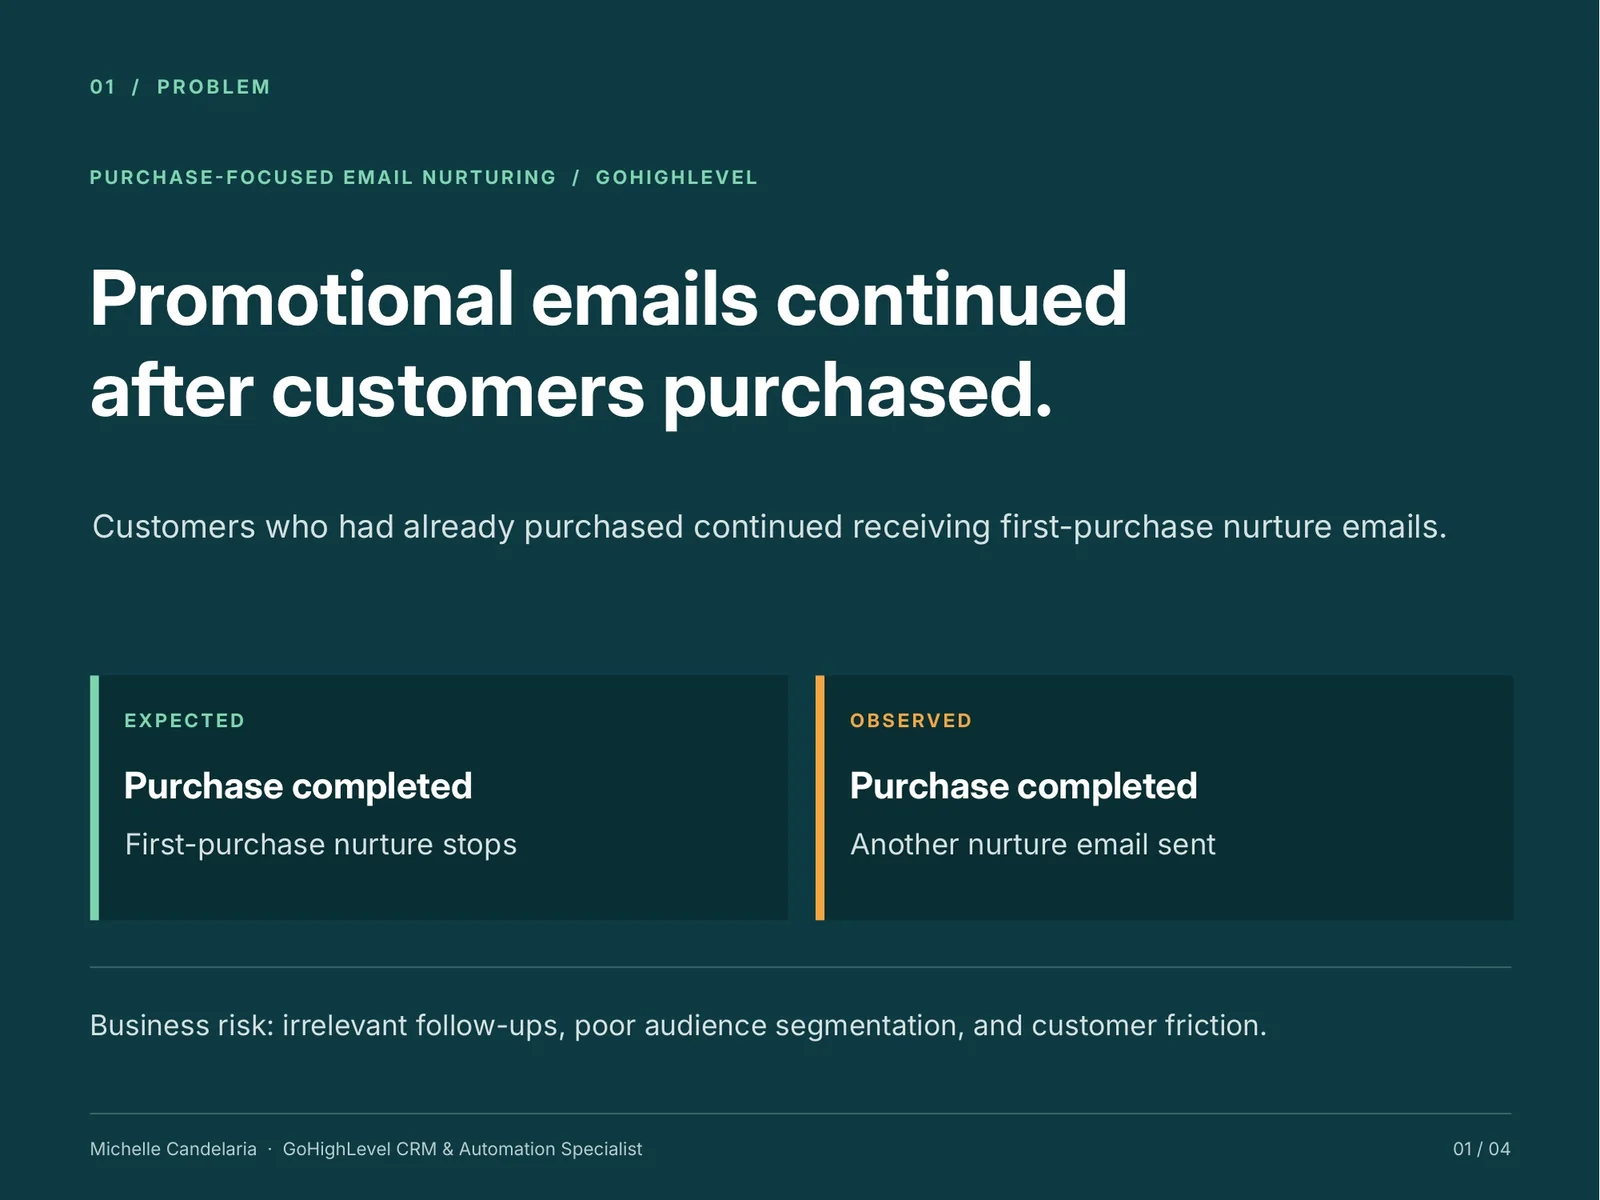 01 / PROBLEM
PURCHASE-FOCUSED EMAIL NURTURING / GOHIGHLEVEL
Promotional emails continued
after customers purchased.
Customers who had already purchased continued receiving first-purchase nurture emails.
EXPECTED
Purchase completed
First-purchase nurture stops
OBSERVED
Purchase completed
Another nurture email sent
Business risk: irrelevant follow-ups, poor audience segmentation, and customer friction.
Michelle Candelaria · GoHighLevel CRM & Automation Specialist
01 / 04